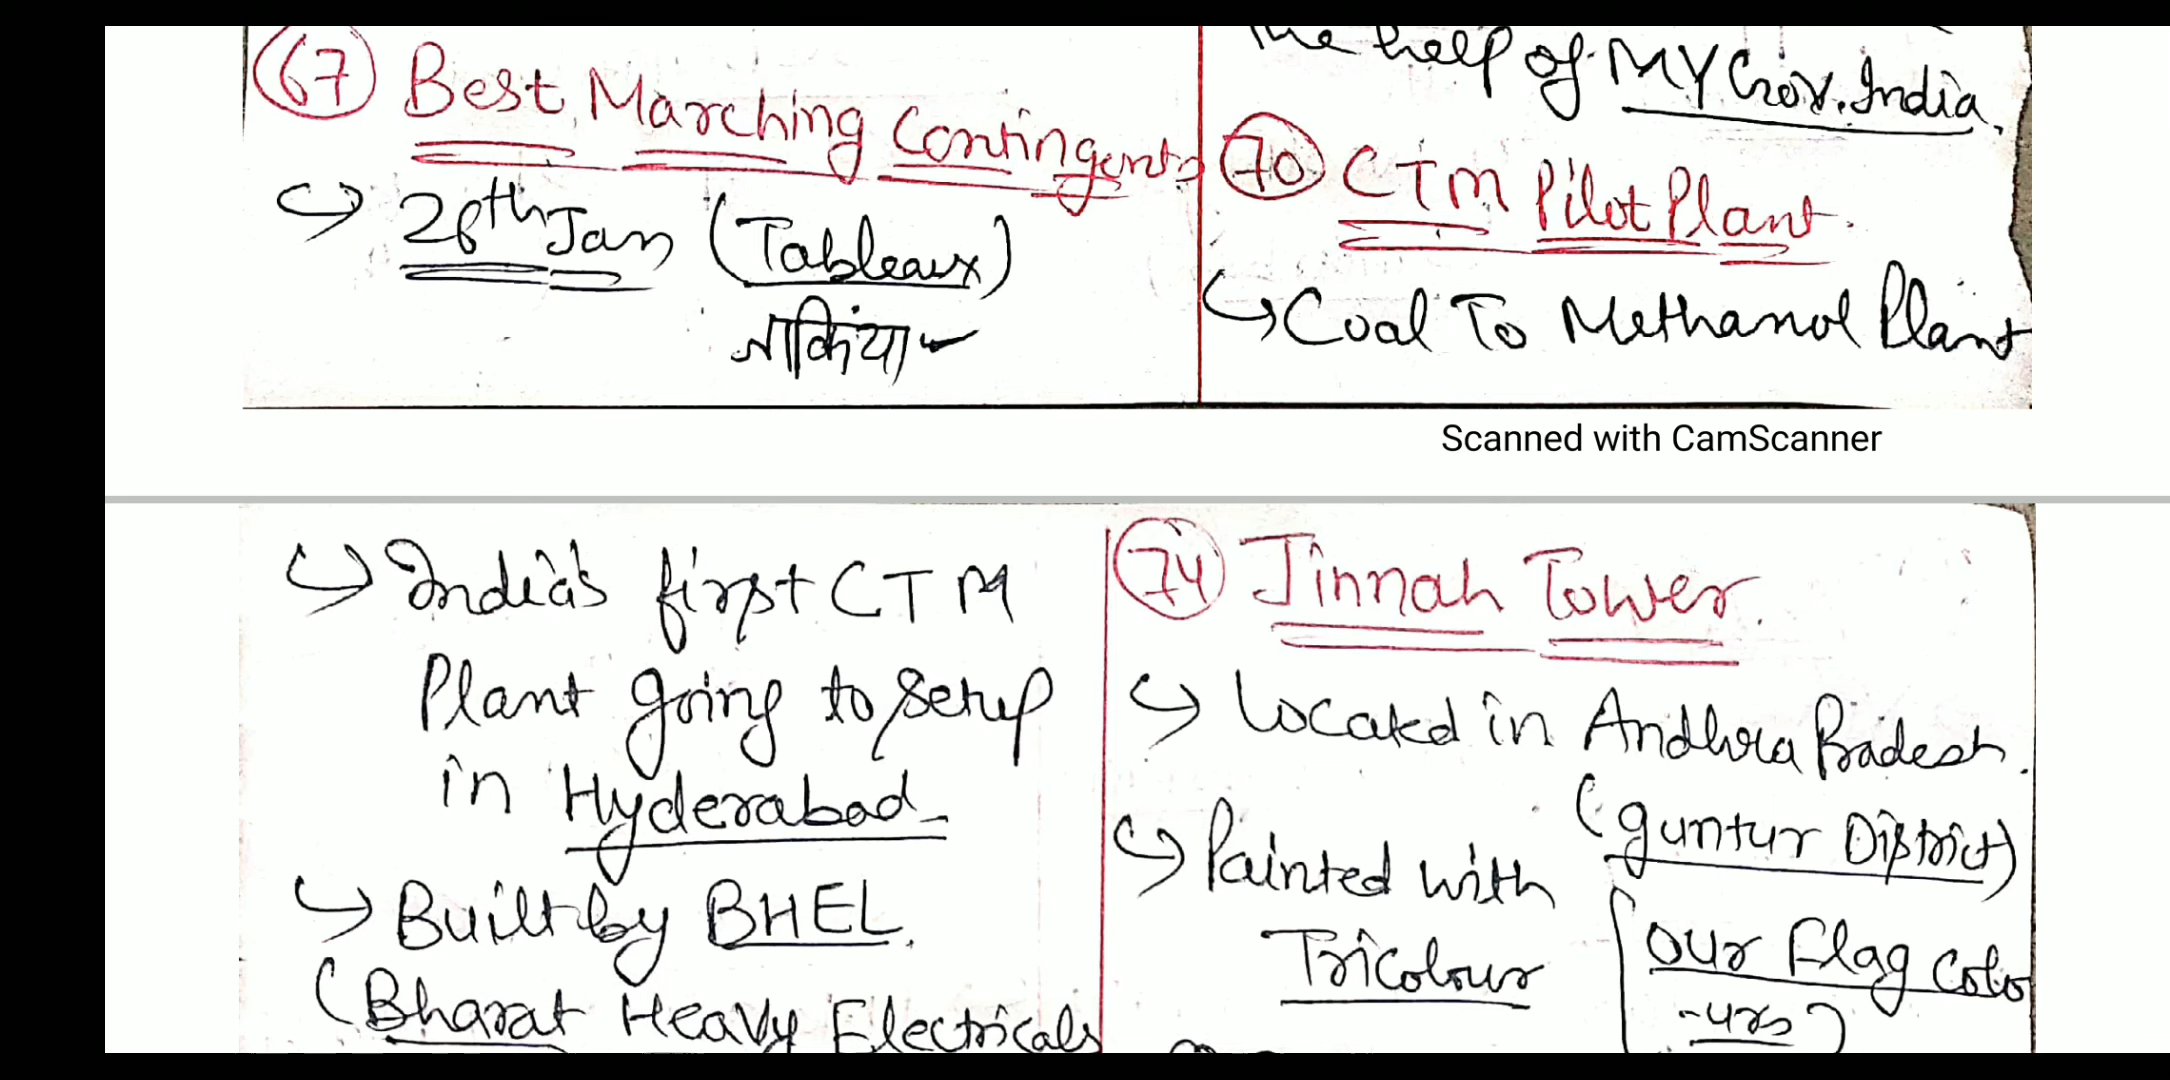 67 Best Marching Contingents
↪ 26th Jan (Tableaux)
the help of MY Gov. India.
70 CTM Pilot Plant.
↪ Coal To Methanol Plant
Scanned with CamScanner
↪ India's first CTM
Plant going to setup
in Hyderabad
↪ Built by BHEL.
(Bharat Heavy Electricals
74 Jinnah Tower.
↪ Located in Andhra Pradesh.
(guntur District)
↪ Painted with
Tricolour
(Our Flag Colo
-urs)